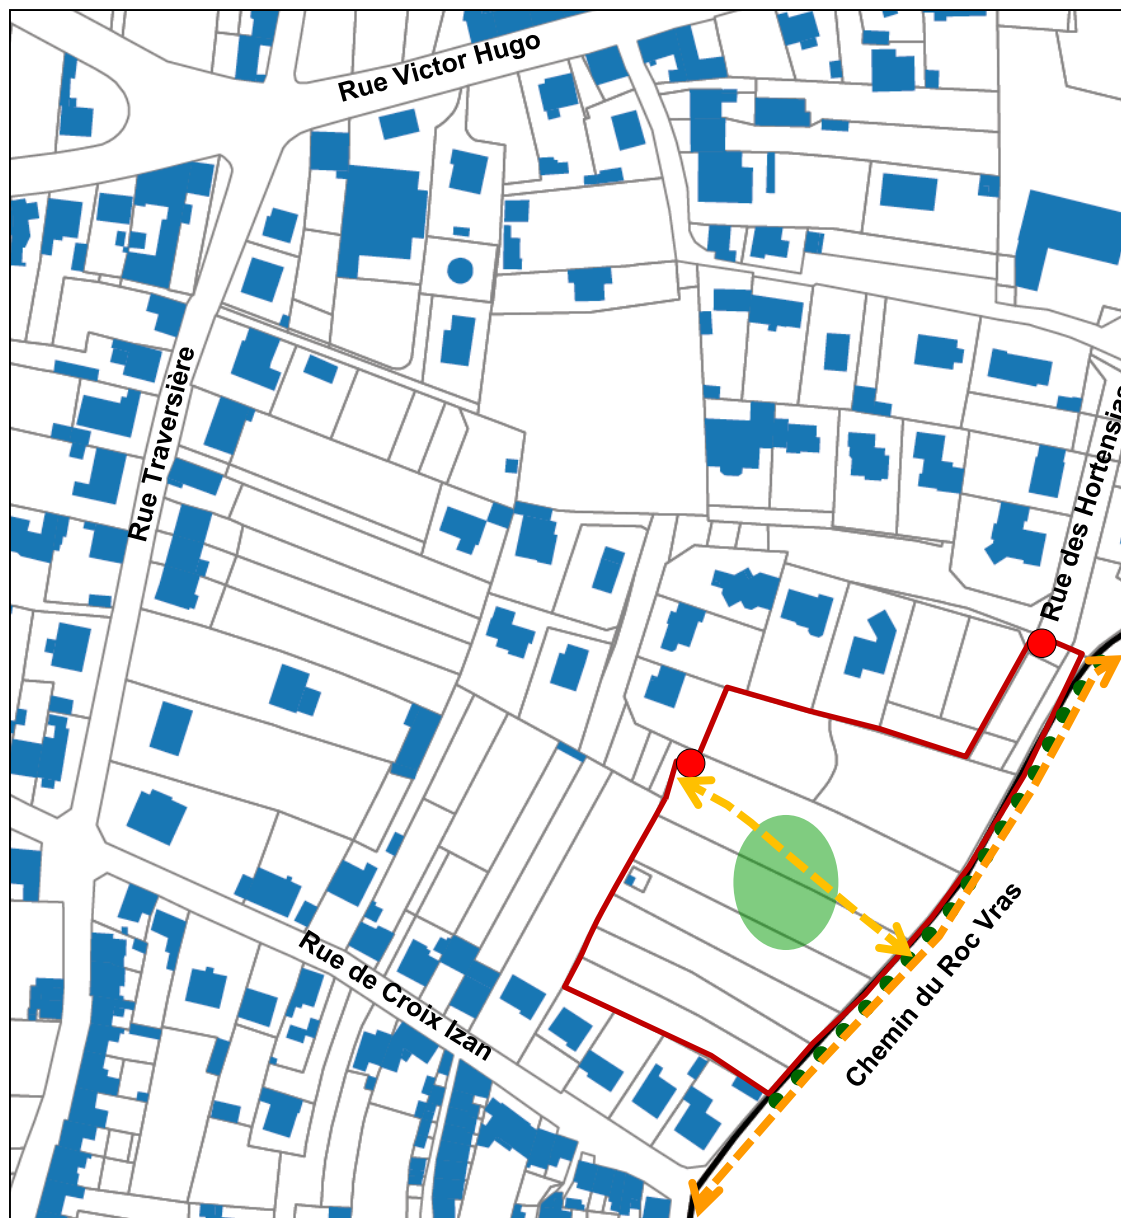 Rue Victor Hugo
Rue Traversière
Rue des Hortensias
Chemin du Roc Vras
Rue de Croix Izan